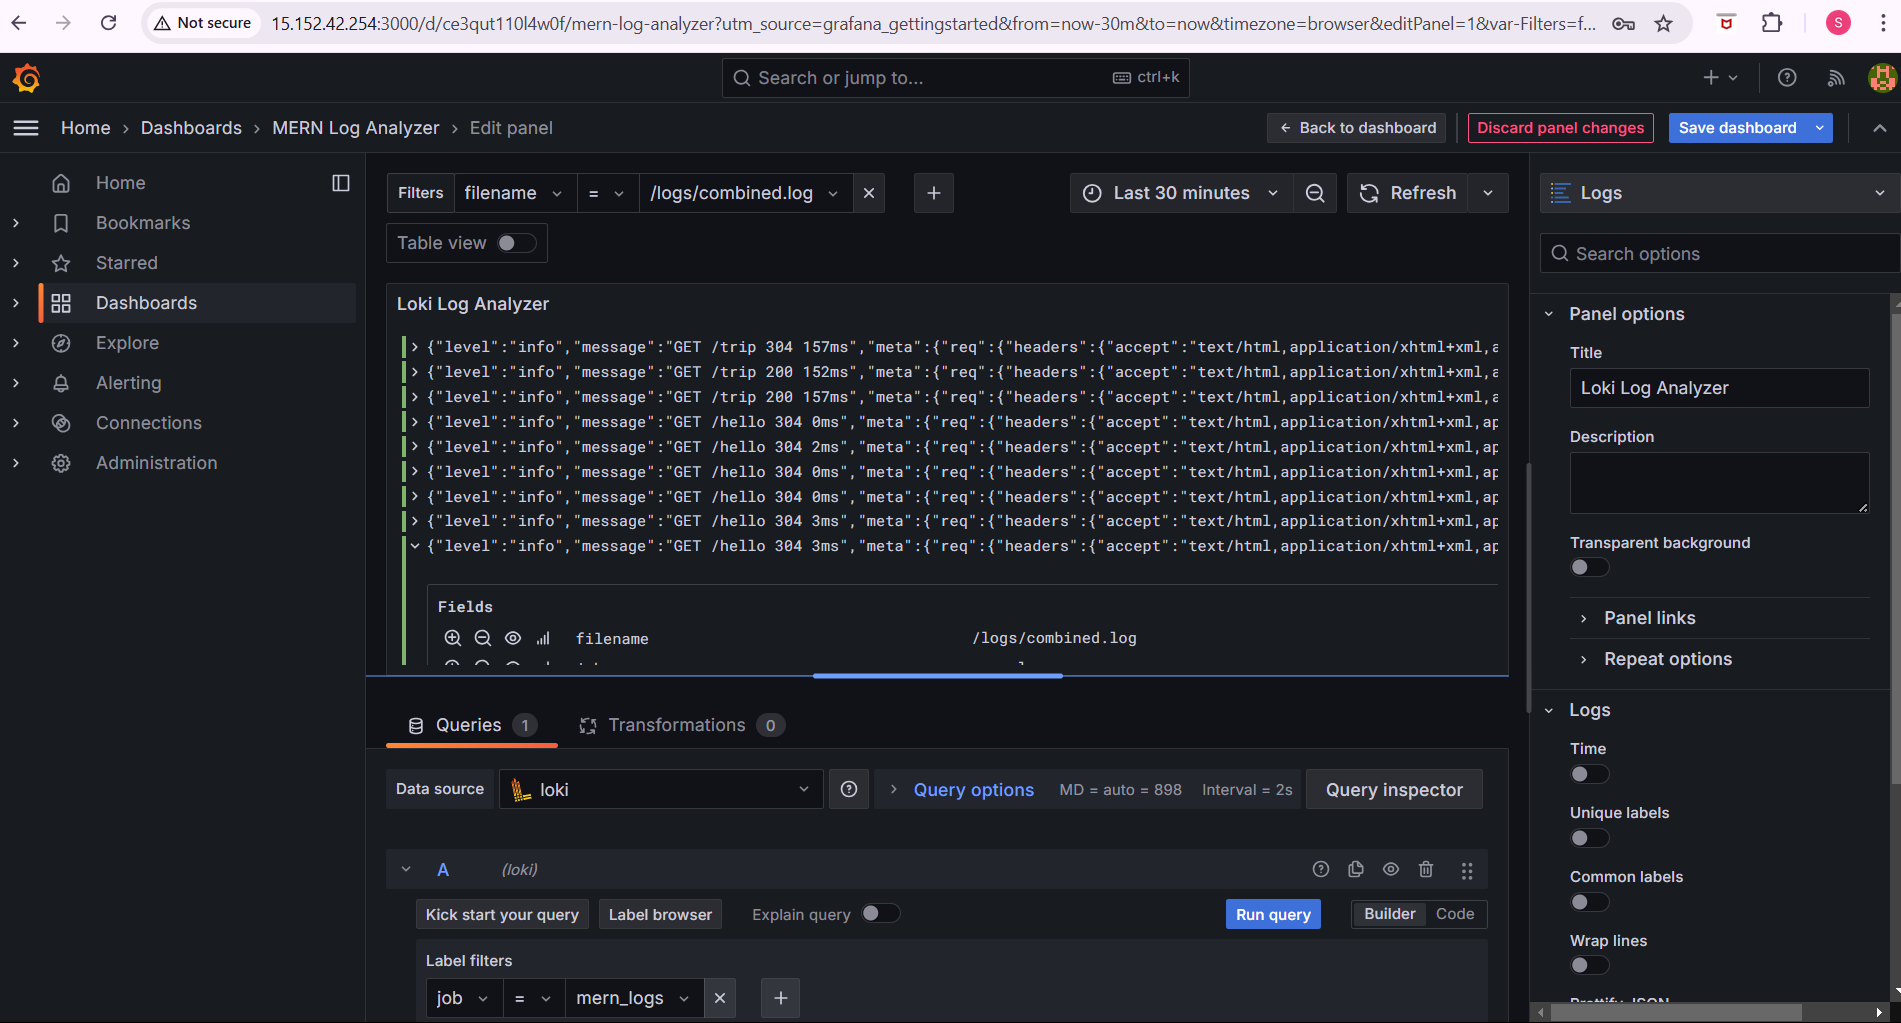 Not secure 15.152.42.254:3000/d/ce3qut110l4w0f/mern-log-analyzer?utm_source=grafana_gettingstarted&from=now-30m&to=now&timezone=browser&editPanel=1&var-Filters=f... S
Search or jump to... ctrl+k
Home Dashboards MERN Log Analyzer Edit panel Back to dashboard Discard panel changes Save dashboard
Home
Bookmarks
Starred
Dashboards
Explore
Alerting
Connections
Administration
Filters filename = /logs/combined.log Last 30 minutes Refresh
Table view
Loki Log Analyzer
{"level":"info","message":"GET /trip 304 157ms","meta":{"req":{"headers":{"accept":"text/html,application/xhtml+xml,a
{"level":"info","message":"GET /trip 200 152ms","meta":{"req":{"headers":{"accept":"text/html,application/xhtml+xml,a
{"level":"info","message":"GET /trip 200 157ms","meta":{"req":{"headers":{"accept":"text/html,application/xhtml+xml,a
{"level":"info","message":"GET /hello 304 0ms","meta":{"req":{"headers":{"accept":"text/html,application/xhtml+xml,ap
{"level":"info","message":"GET /hello 304 2ms","meta":{"req":{"headers":{"accept":"text/html,application/xhtml+xml,ap
{"level":"info","message":"GET /hello 304 0ms","meta":{"req":{"headers":{"accept":"text/html,application/xhtml+xml,ap
{"level":"info","message":"GET /hello 304 0ms","meta":{"req":{"headers":{"accept":"text/html,application/xhtml+xml,ap
{"level":"info","message":"GET /hello 304 3ms","meta":{"req":{"headers":{"accept":"text/html,application/xhtml+xml,ap
{"level":"info","message":"GET /hello 304 3ms","meta":{"req":{"headers":{"accept":"text/html,application/xhtml+xml,ap
Fields
filename /logs/combined.log
Queries 1 Transformations 0
Data source loki Query options MD = auto = 898 Interval = 2s Query inspector
A (loki)
Kick start your query Label browser Explain query Run query Builder Code
Label filters
job = mern_logs
Logs
Search options
Panel options
Title
Loki Log Analyzer
Description
Transparent background
Panel links
Repeat options
Logs
Time
Unique labels
Common labels
Wrap lines
Prettify JSON